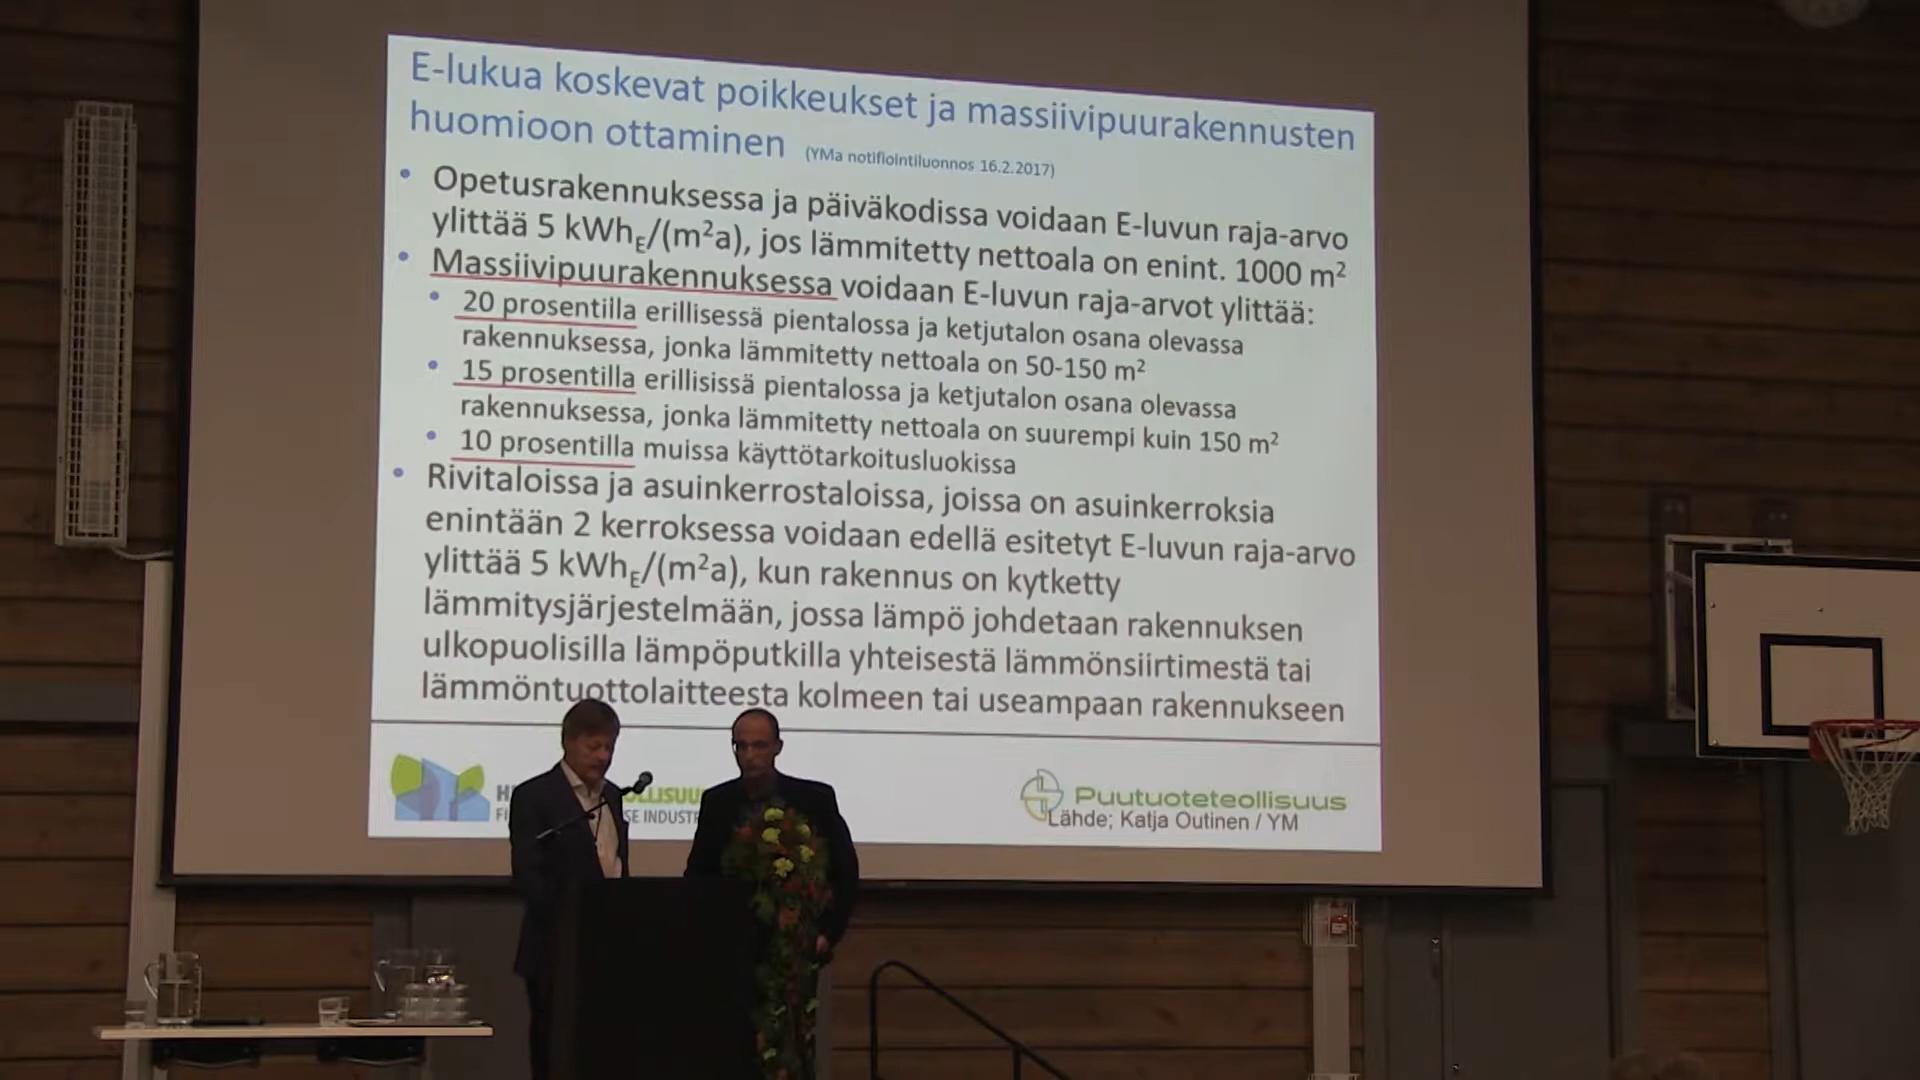 E-lukua koskevat poikkeukset ja massiivipuurakennusten
huomioon ottaminen (YMa notifiointiluonnos 16.2.2017)
• Opetusrakennuksessa ja päiväkodissa voidaan E-luvun raja-arvo
ylittää 5 kWhE/(m²a), jos lämmitetty nettoala on enint. 1000 m²
• Massiivipuurakennuksessa voidaan E-luvun raja-arvot ylittää:
• 20 prosentilla erillisessä pientalossa ja ketjutalon osana olevassa
rakennuksessa, jonka lämmitetty nettoala on 50-150 m²
• 15 prosentilla erillisissä pientalossa ja ketjutalon osana olevassa
rakennuksessa, jonka lämmitetty nettoala on suurempi kuin 150 m²
• 10 prosentilla muissa käyttötarkoitusluokissa
• Rivitaloissa ja asuinkerrostaloissa, joissa on asuinkerroksia
enintään 2 kerroksessa voidaan edellä esitetyt E-luvun raja-arvo
ylittää 5 kWhE/(m²a), kun rakennus on kytketty
lämmitysjärjestelmään, jossa lämpö johdetaan rakennuksen
ulkopuolisilla lämpöputkilla yhteisestä lämmönsiirtimestä tai
lämmöntuottolaitteesta kolmeen tai useampaan rakennukseen
Puutuoteteollisuus
Lähde; Katja Outinen / YM